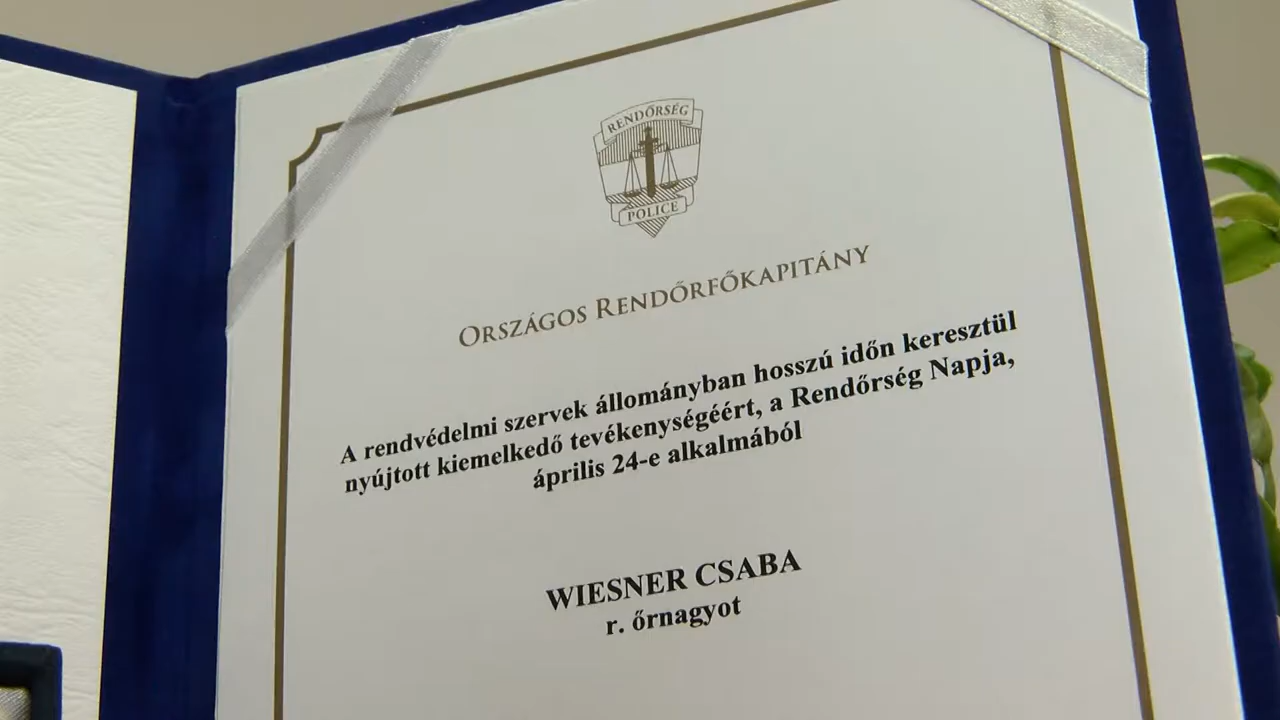 RENDŐRSÉG
POLICE
ORSZÁGOS RENDŐRFŐKAPITÁNY
A rendvédelmi szervek állományban hosszú időn keresztül
nyújtott kiemelkedő tevékenységéért, a Rendőrség Napja,
április 24-e alkalmából
WIESNER CSABA
r. őrnagyot